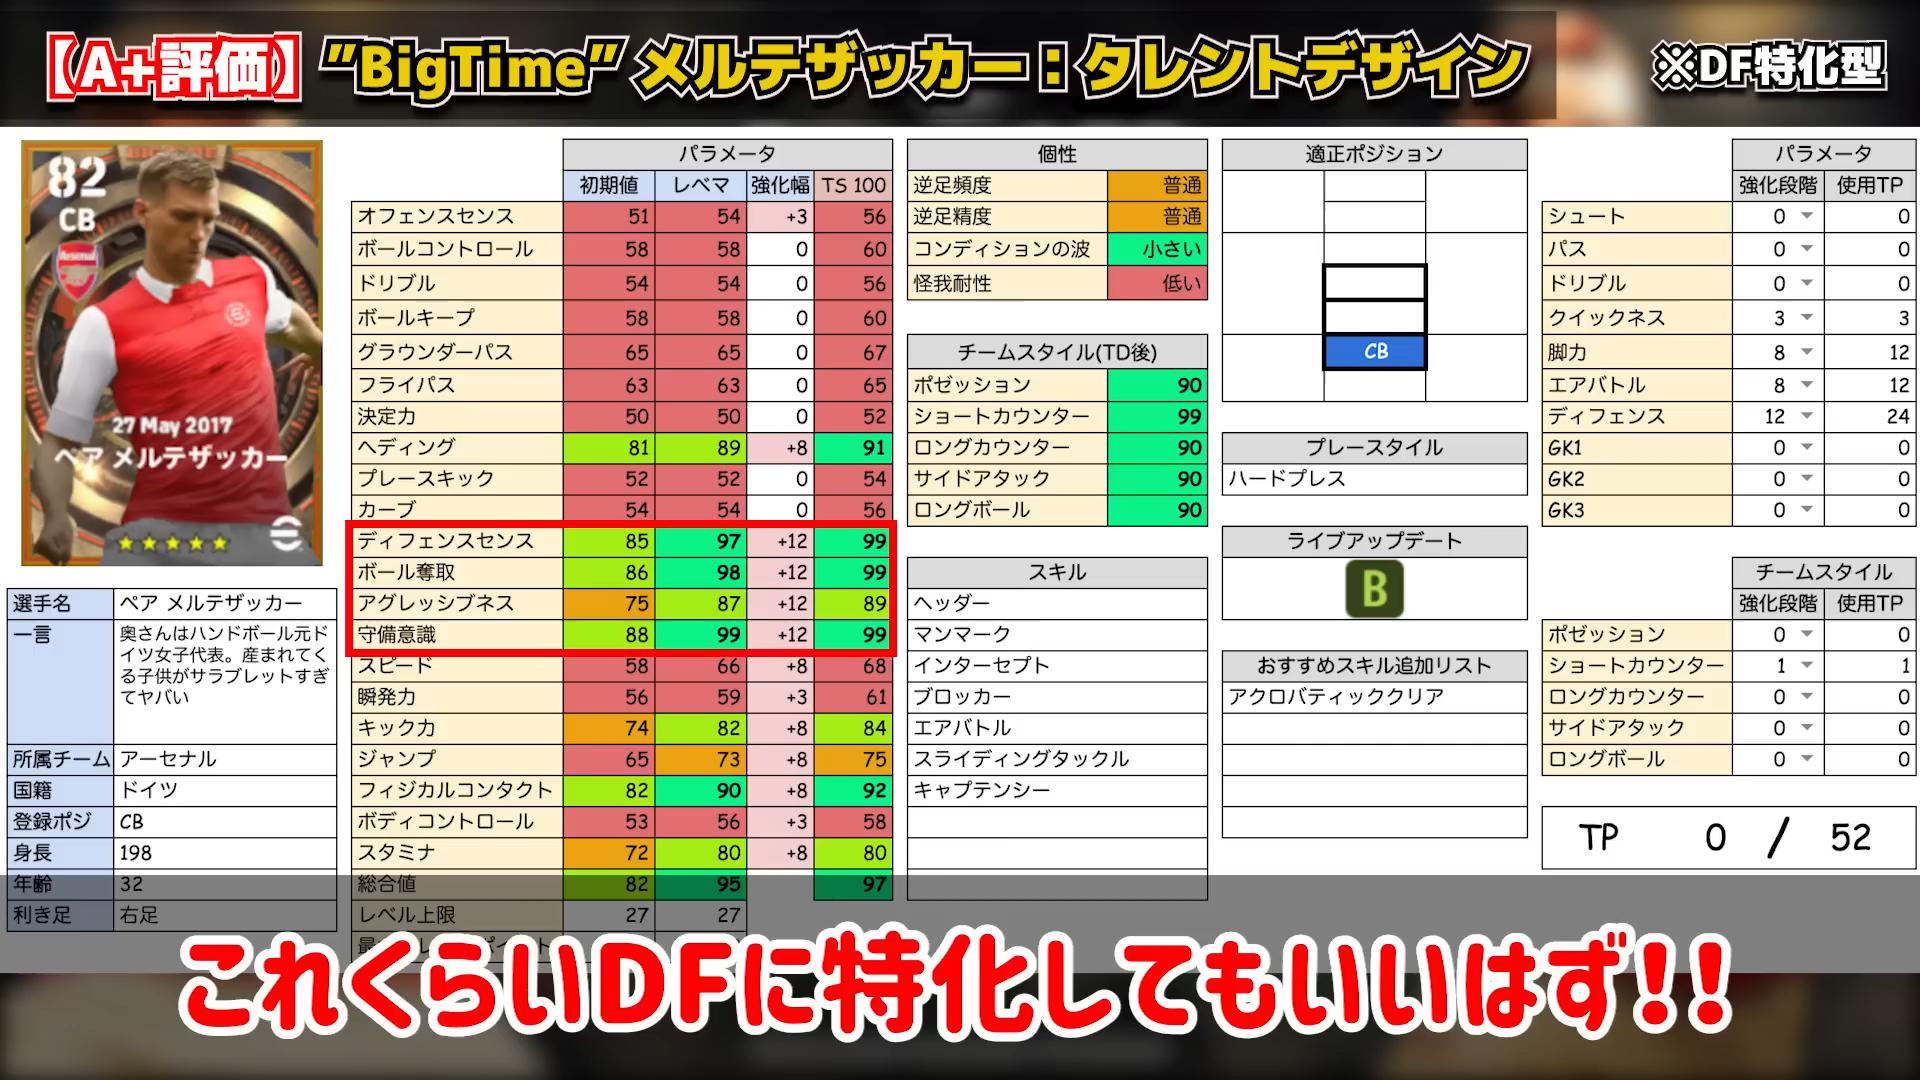 【A+評価】 ”BigTime” メルテザッカー：タレントデザイン ※DF特化型
82
CB
BIGTIME
Arsenal
27 May 2017
ペア メルテザッカー
選手名 ペア メルテザッカー
一言 奥さんはハンドボール元ド
イツ女子代表。産まれてく
る子供がサラブレットすぎ
てヤバい
所属チーム アーセナル
国籍 ドイツ
登録ポジ CB
身長 198
年齢 32
利き足 右足
パラメータ
初期値 レベマ 強化幅 TS 100
オフェンスセンス 51 54 +3 56
ボールコントロール 58 58 0 60
ドリブル 54 54 0 56
ボールキープ 58 58 0 60
グラウンダーパス 65 65 0 67
フライパス 63 63 0 65
決定力 50 50 0 52
ヘディング 81 89 +8 91
プレースキック 52 52 0 54
カーブ 54 54 0 56
ディフェンスセンス 85 97 +12 99
ボール奪取 86 98 +12 99
アグレッシブネス 75 87 +12 89
守備意識 88 99 +12 99
スピード 58 66 +8 68
瞬発力 56 59 +3 61
キック力 74 82 +8 84
ジャンプ 65 73 +8 75
フィジカルコンタクト 82 90 +8 92
ボディコントロール 53 56 +3 58
スタミナ 72 80 +8 80
総合値 82 95 97
レベル上限 27 27
個性
逆足頻度 普通
逆足精度 普通
コンディションの波 小さい
怪我耐性 低い
チームスタイル(TD後)
ポゼッション 90
ショートカウンター 99
ロングカウンター 90
サイドアタック 90
ロングボール 90
スキル
ヘッダー
マンマーク
インターセプト
ブロッカー
エアバトル
スライディングタックル
キャプテンシー
適正ポジション
CB
プレースタイル
ハードプレス
ライブアップデート
B
おすすめスキル追加リスト
アクロバティッククリア
パラメータ
強化段階 使用TP
シュート 0 0
パス 0 0
ドリブル 0 0
クイックネス 3 3
脚力 8 12
エアバトル 8 12
ディフェンス 12 24
GK1 0 0
GK2 0 0
GK3 0 0
チームスタイル
強化段階 使用TP
ポゼッション 0 0
ショートカウンター 1 1
ロングカウンター 0 0
サイドアタック 0 0
ロングボール 0 0
TP 0 / 52
これくらいDFに特化してもいいはず!!